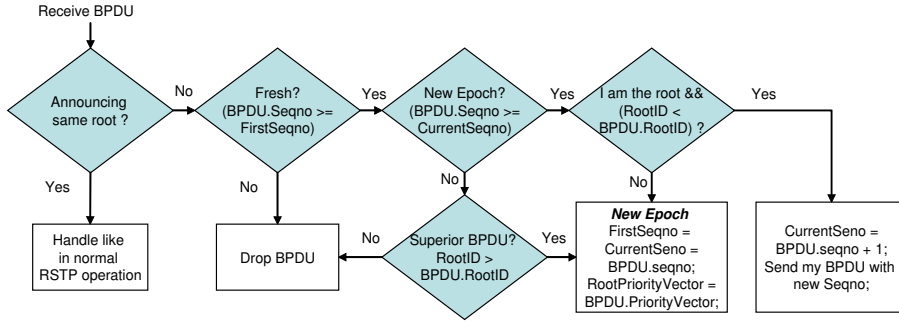 Receive BPDU
Announcing
same root ?
No
Fresh?
(BPDU.Seqno >=
FirstSeqno)
Yes
New Epoch?
(BPDU.Seqno >=
CurrentSeqno)
Yes
I am the root &&
(RootID <
BPDU.RootID) ?
Yes
Yes
No
No
No
Handle like
in normal
RSTP operation
Drop BPDU
No
Superior BPDU?
RootID >
BPDU.RootID
Yes
New Epoch
FirstSeqno =
CurrentSeno =
BPDU.seqno;
RootPriorityVector =
BPDU.PriorityVector;
CurrentSeno =
BPDU.seqno + 1;
Send my BPDU with
new Seqno;